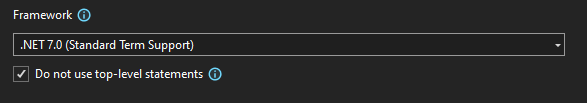 Framework
.NET 7.0 (Standard Term Support)
Do not use top-level statements